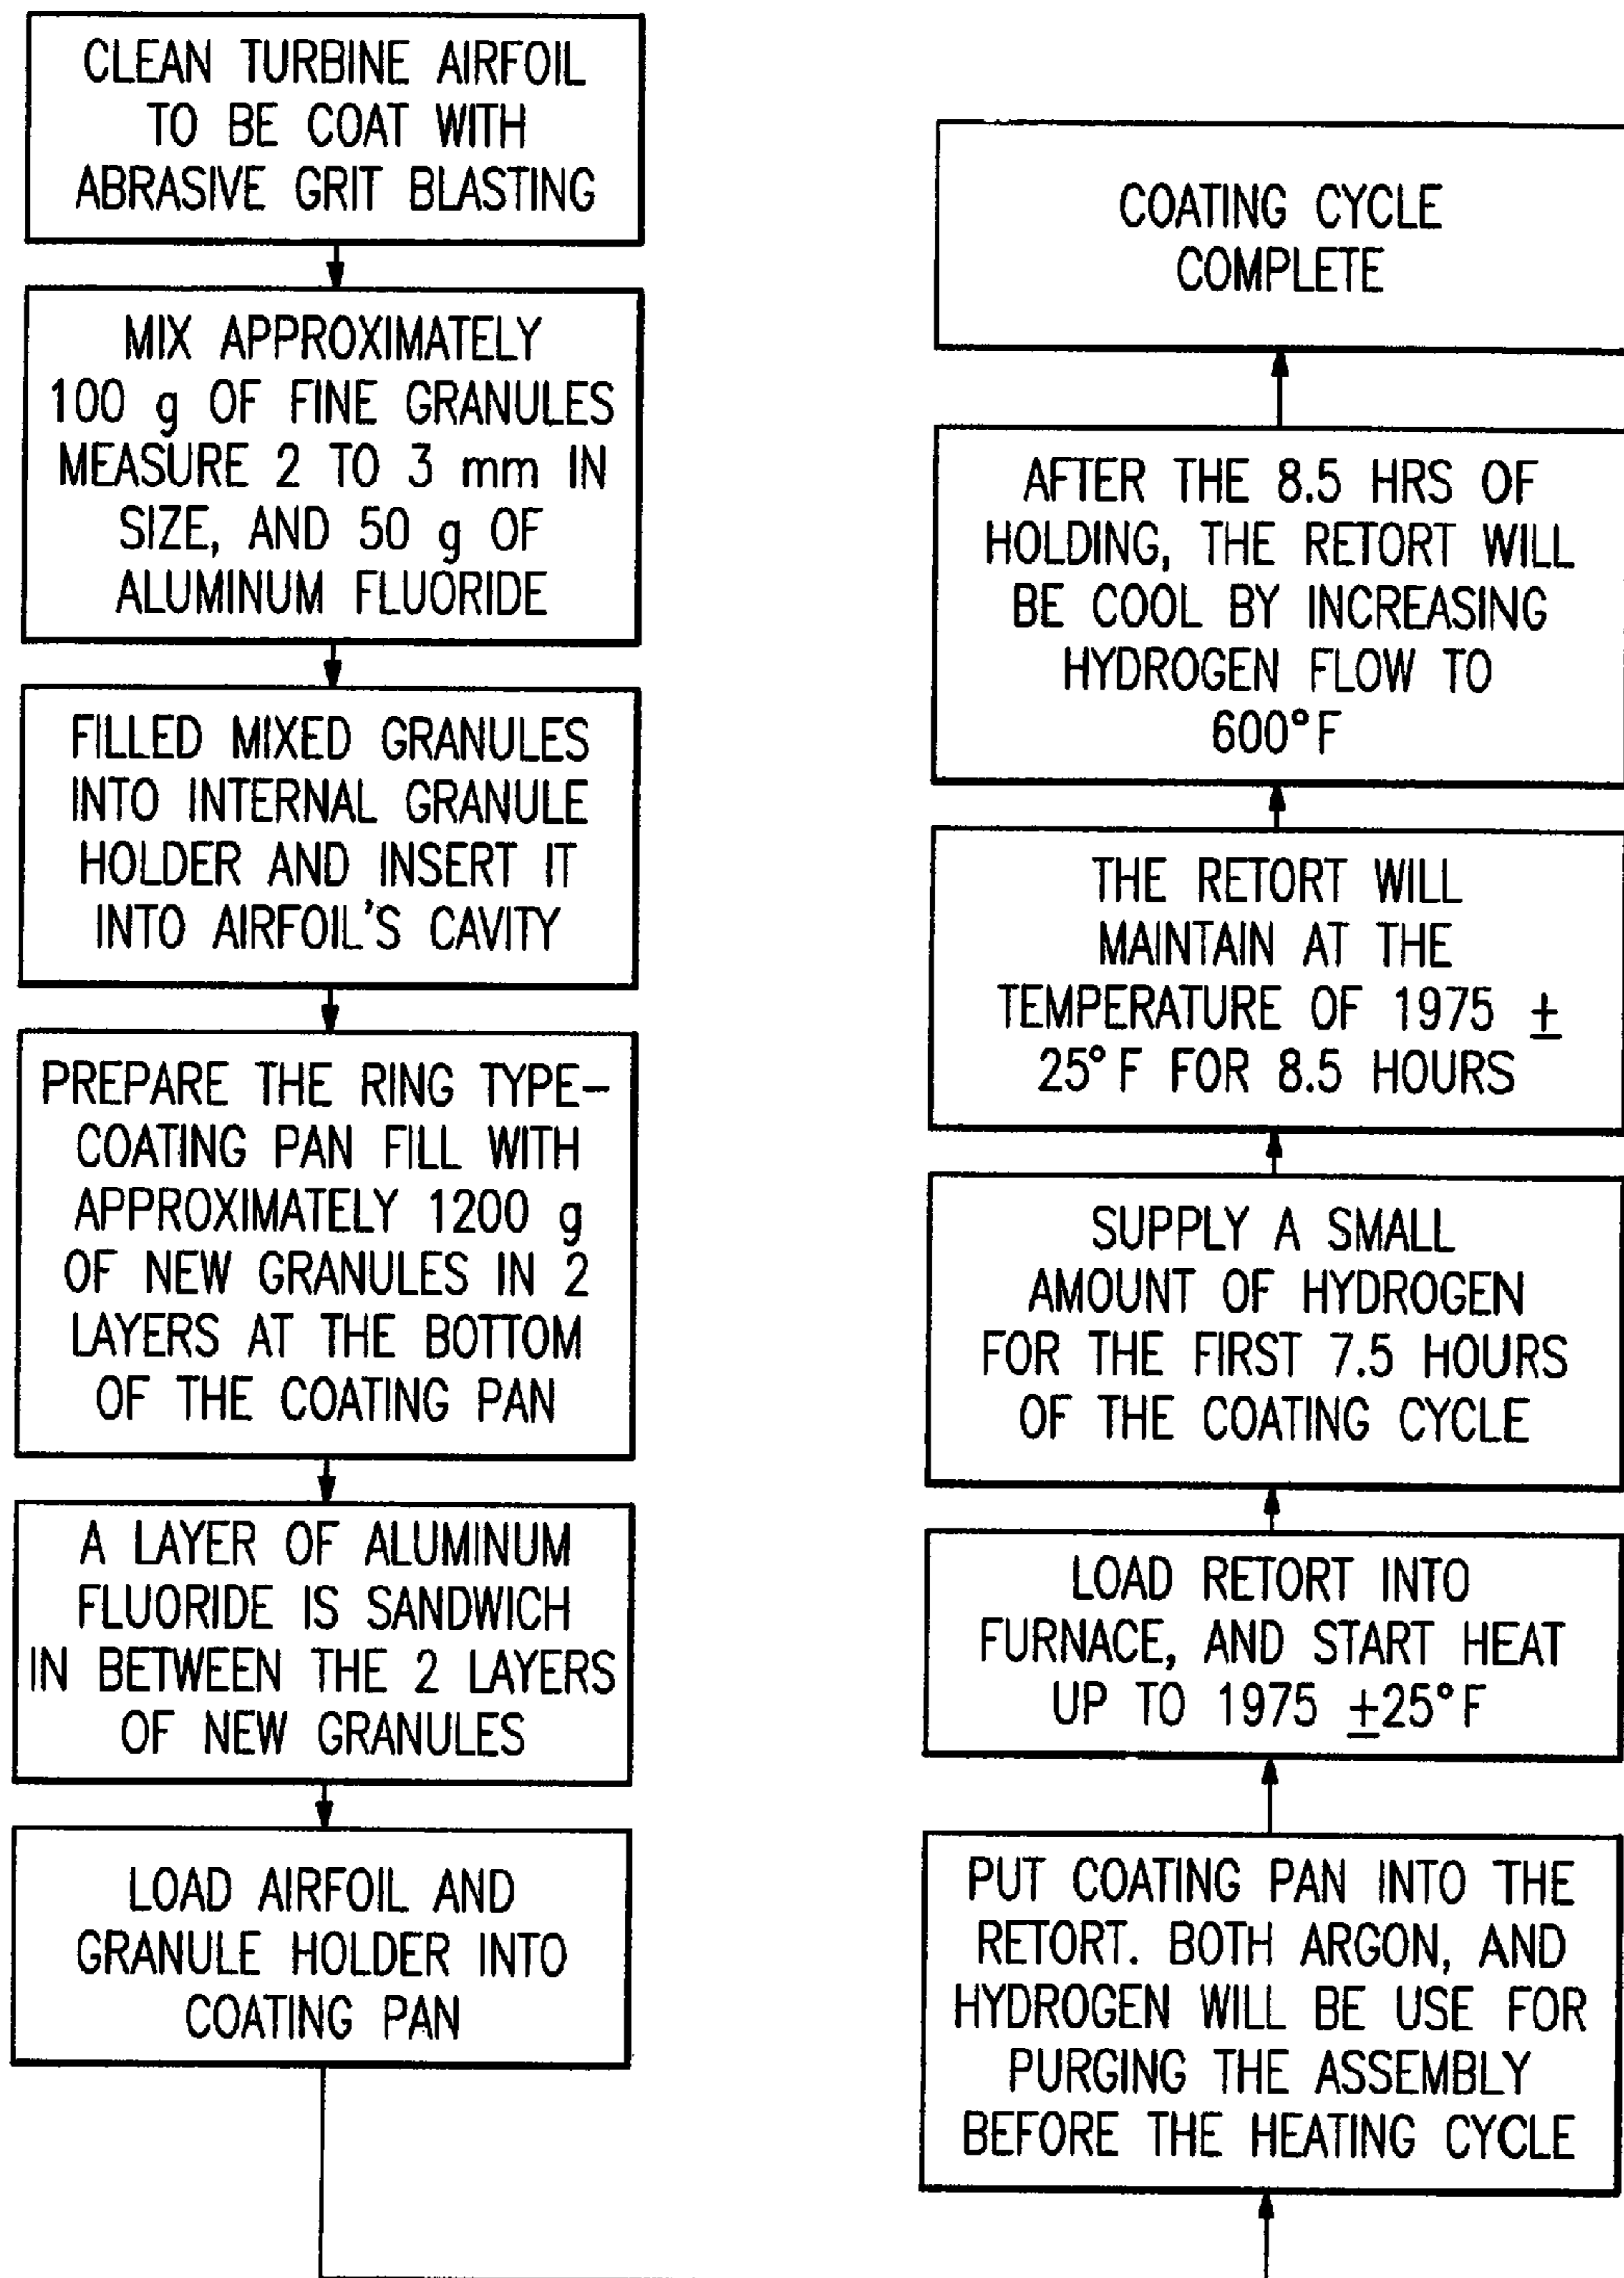 CLEAN TURBINE AIRFOIL
TO BE COAT WITH
ABRASIVE GRIT BLASTING
MIX APPROXIMATELY
100 g OF FINE GRANULES
MEASURE 2 TO 3 mm IN
SIZE, AND 50 g OF
ALUMINUM FLUORIDE
FILLED MIXED GRANULES
INTO INTERNAL GRANULE
HOLDER AND INSERT IT
INTO AIRFOIL'S CAVITY
PREPARE THE RING TYPE-
COATING PAN FILL WITH
APPROXIMATELY 1200 g
OF NEW GRANULES IN 2
LAYERS AT THE BOTTOM
OF THE COATING PAN
A LAYER OF ALUMINUM
FLUORIDE IS SANDWICH
IN BETWEEN THE 2 LAYERS
OF NEW GRANULES
LOAD AIRFOIL AND
GRANULE HOLDER INTO
COATING PAN
PUT COATING PAN INTO THE
RETORT. BOTH ARGON, AND
HYDROGEN WILL BE USE FOR
PURGING THE ASSEMBLY
BEFORE THE HEATING CYCLE
LOAD RETORT INTO
FURNACE, AND START HEAT
UP TO 1975 ±25°F
SUPPLY A SMALL
AMOUNT OF HYDROGEN
FOR THE FIRST 7.5 HOURS
OF THE COATING CYCLE
THE RETORT WILL
MAINTAIN AT THE
TEMPERATURE OF 1975 ±
25°F FOR 8.5 HOURS
AFTER THE 8.5 HRS OF
HOLDING, THE RETORT WILL
BE COOL BY INCREASING
HYDROGEN FLOW TO
600°F
COATING CYCLE
COMPLETE